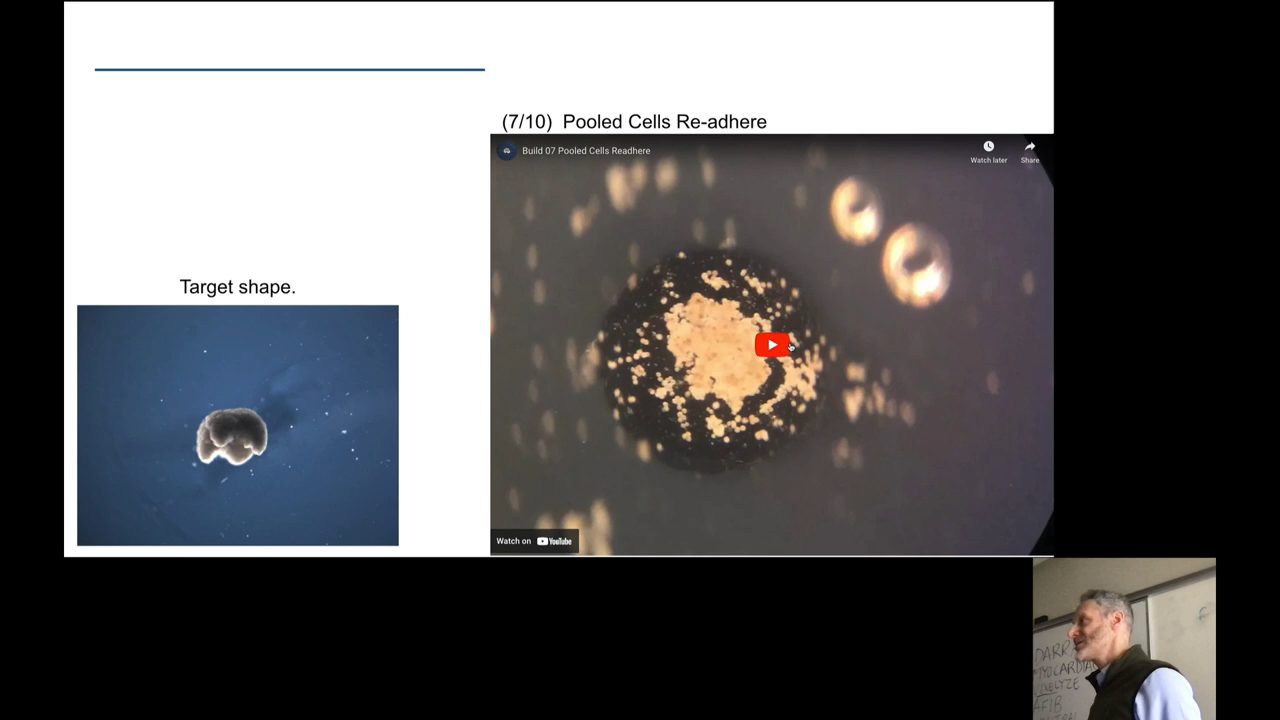 (7/10) Pooled Cells Re-adhere
Build 07 Pooled Cells Readhere
Watch later
Share
Target shape.
Watch on YouTube
AFIB